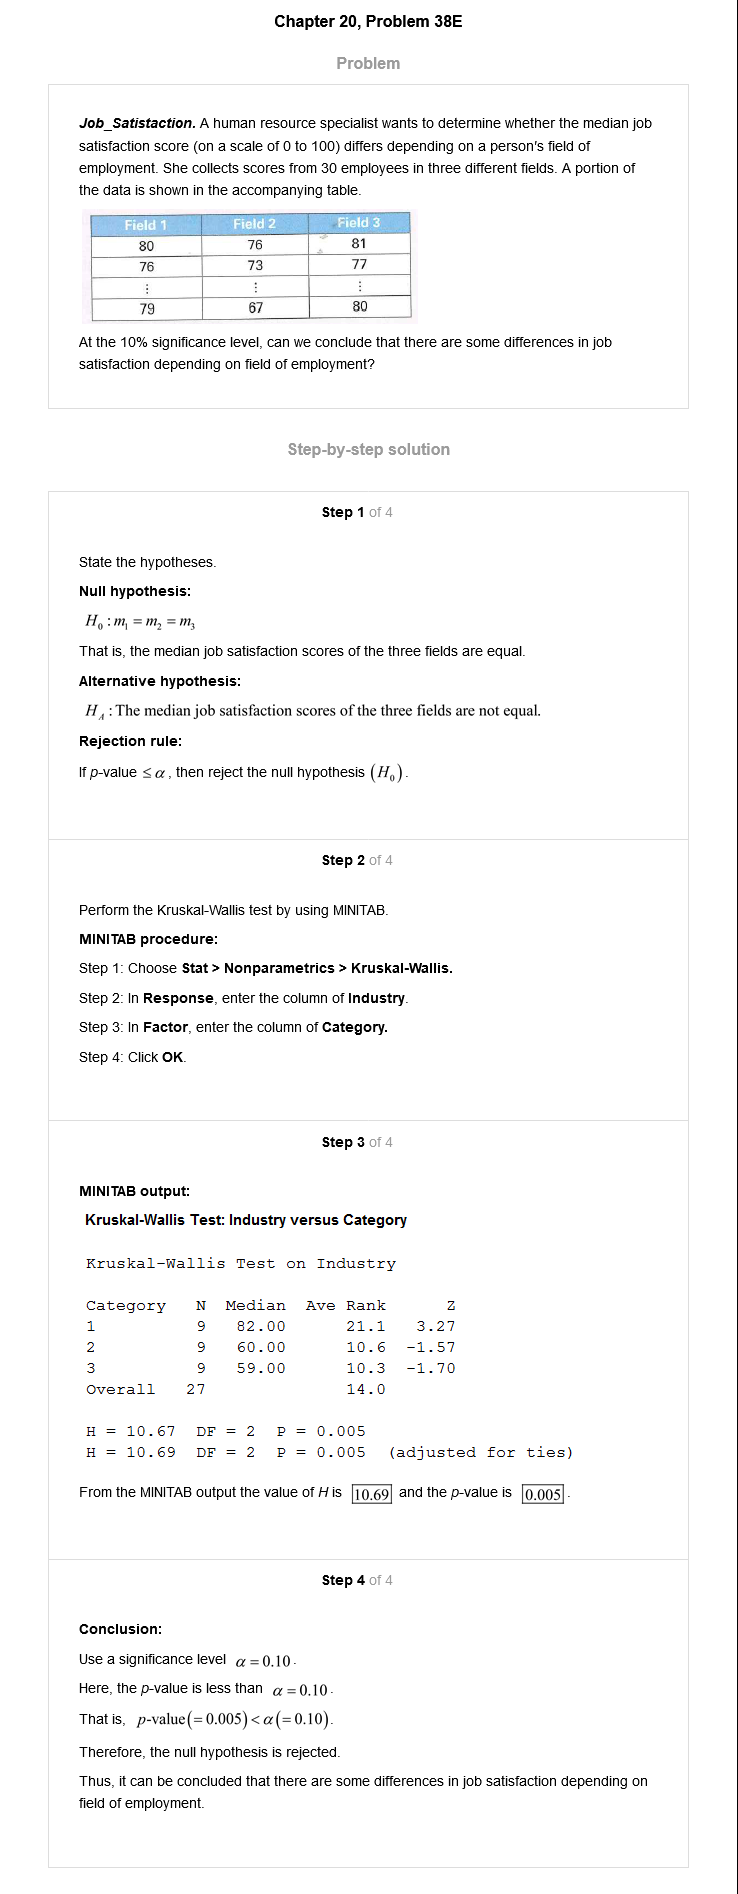 Chapter 20, Problem 38E
Problem
Job_Satistaction. A human resource specialist wants to determine whether the median job
satisfaction score (on a scale of 0 to 100) differs depending on a person's field of
employment. She collects scores from 30 employees in three different fields. A portion of
the data is shown in the accompanying table.
Field 1 Field 2 Field 3
80 76 81
76 73 77
⋮ ⋮ ⋮
79 67 80
At the 10% significance level, can we conclude that there are some differences in job
satisfaction depending on field of employment?
Step-by-step solution
Step 1 of 4
State the hypotheses.
Null hypothesis:
H₀ : m₁ = m₂ = m₃
That is, the median job satisfaction scores of the three fields are equal.
Alternative hypothesis:
H_A : The median job satisfaction scores of the three fields are not equal.
Rejection rule:
If p-value ≤ α, then reject the null hypothesis (H₀).
Step 2 of 4
Perform the Kruskal-Wallis test by using MINITAB.
MINITAB procedure:
Step 1: Choose Stat > Nonparametrics > Kruskal-Wallis.
Step 2: In Response, enter the column of Industry.
Step 3: In Factor, enter the column of Category.
Step 4: Click OK.
Step 3 of 4
MINITAB output:
Kruskal-Wallis Test: Industry versus Category
Kruskal-Wallis Test on Industry
Category N Median Ave Rank Z
1 9 82.00 21.1 3.27
2 9 60.00 10.6 -1.57
3 9 59.00 10.3 -1.70
Overall 27 14.0
H = 10.67 DF = 2 P = 0.005
H = 10.69 DF = 2 P = 0.005 (adjusted for ties)
From the MINITAB output the value of H is 10.69 and the p-value is 0.005.
Step 4 of 4
Conclusion:
Use a significance level α = 0.10.
Here, the p-value is less than α = 0.10.
That is, p-value(= 0.005) < α(= 0.10).
Therefore, the null hypothesis is rejected.
Thus, it can be concluded that there are some differences in job satisfaction depending on
field of employment.